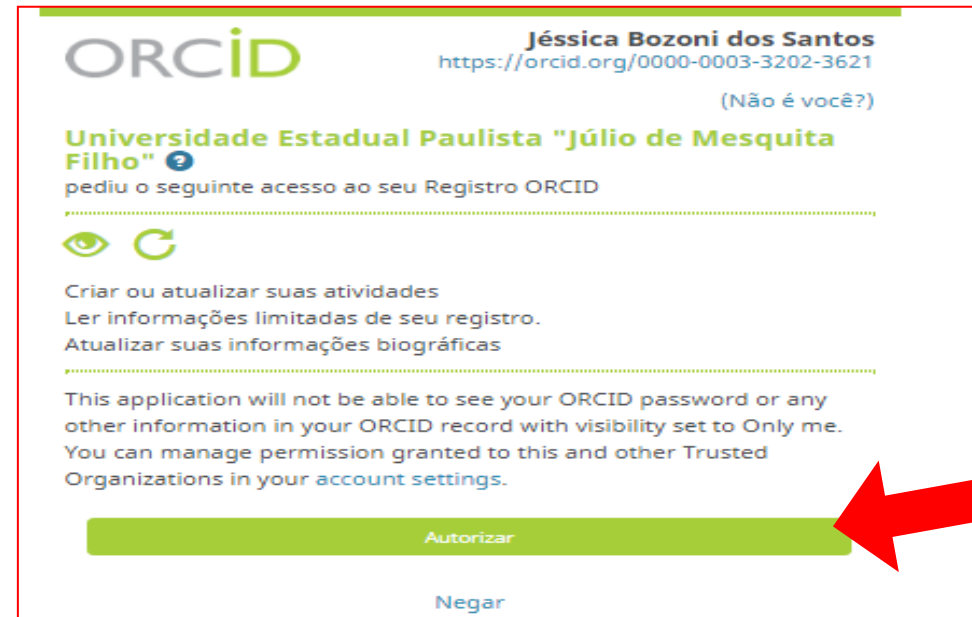 ORCiD
Jéssica Bozoni dos Santos
https://orcid.org/0000-0003-3202-3621
(Não é você?)
Universidade Estadual Paulista "Júlio de Mesquita
Filho" ?
pediu o seguinte acesso ao seu Registro ORCID
Criar ou atualizar suas atividades
Ler informações limitadas de seu registro.
Atualizar suas informações biográficas
This application will not be able to see your ORCID password or any
other information in your ORCID record with visibility set to Only me.
You can manage permission granted to this and other Trusted
Organizations in your account settings.
Autorizar
Negar